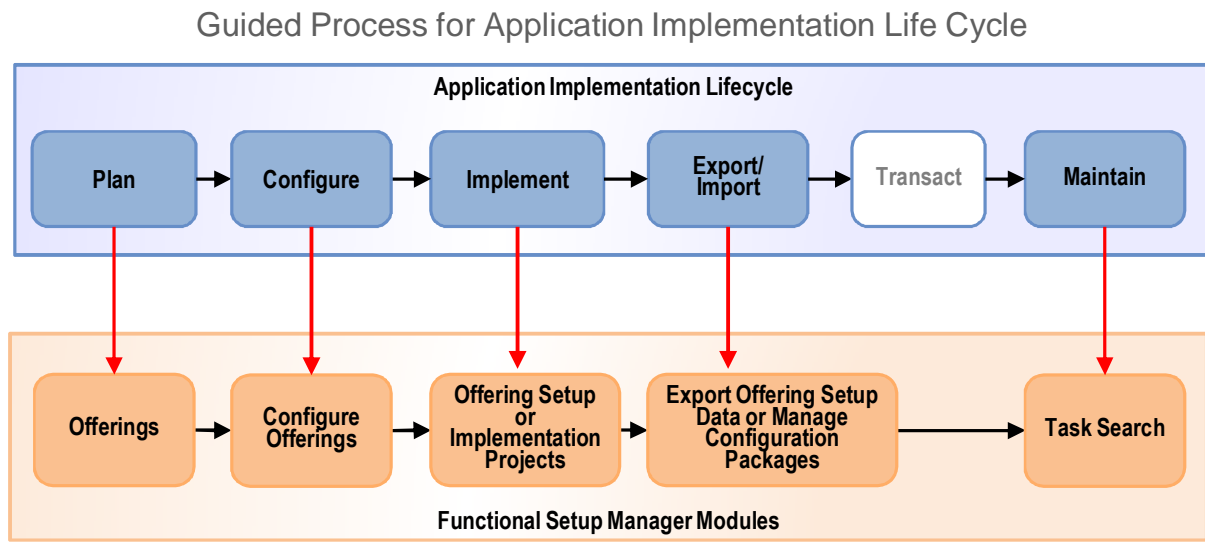 Guided Process for Application Implementation Life Cycle
Application Implementation Lifecycle
Plan
Configure
Implement
Export/
Import
Transact
Maintain
Offerings
Configure
Offerings
Offering Setup
or
Implementation
Projects
Export Offering Setup
Data or Manage
Configuration
Packages
Task Search
Functional Setup Manager Modules